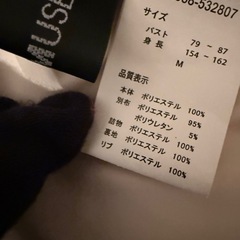 08-532807
サイズ
バスト 79 - 87
身長 154 - 162
M
品質表示
本体 ポリエステル 100%
別布 ポリエステル 95%
ポリウレタン 5%
詰物 ポリエステル 100%
裏地 ポリエステル 100%
リブ ポリエステル 100%